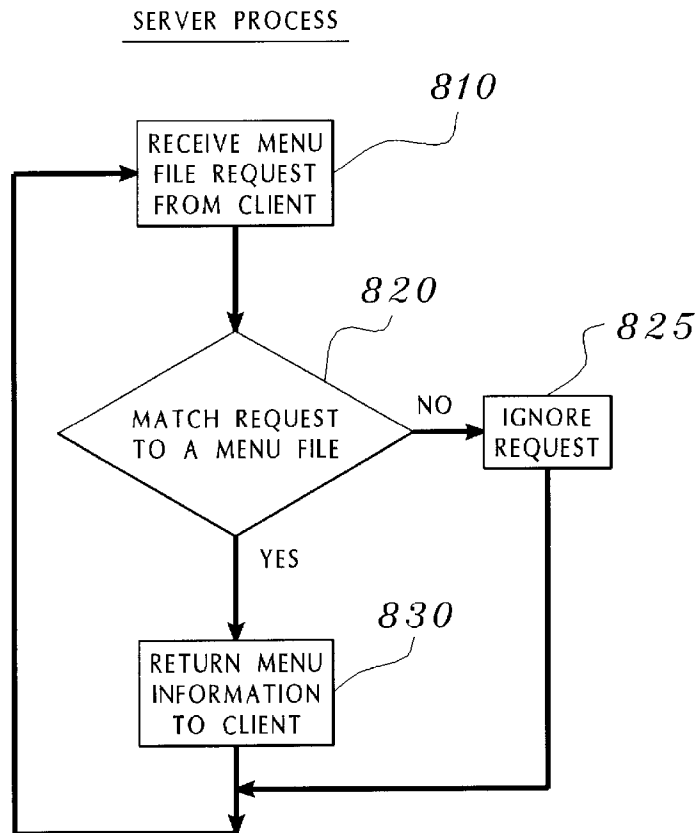 SERVER PROCESS
810
RECEIVE MENU
FILE REQUEST
FROM CLIENT
820
825
MATCH REQUEST
TO A MENU FILE
NO
IGNORE
REQUEST
YES
830
RETURN MENU
INFORMATION
TO CLIENT